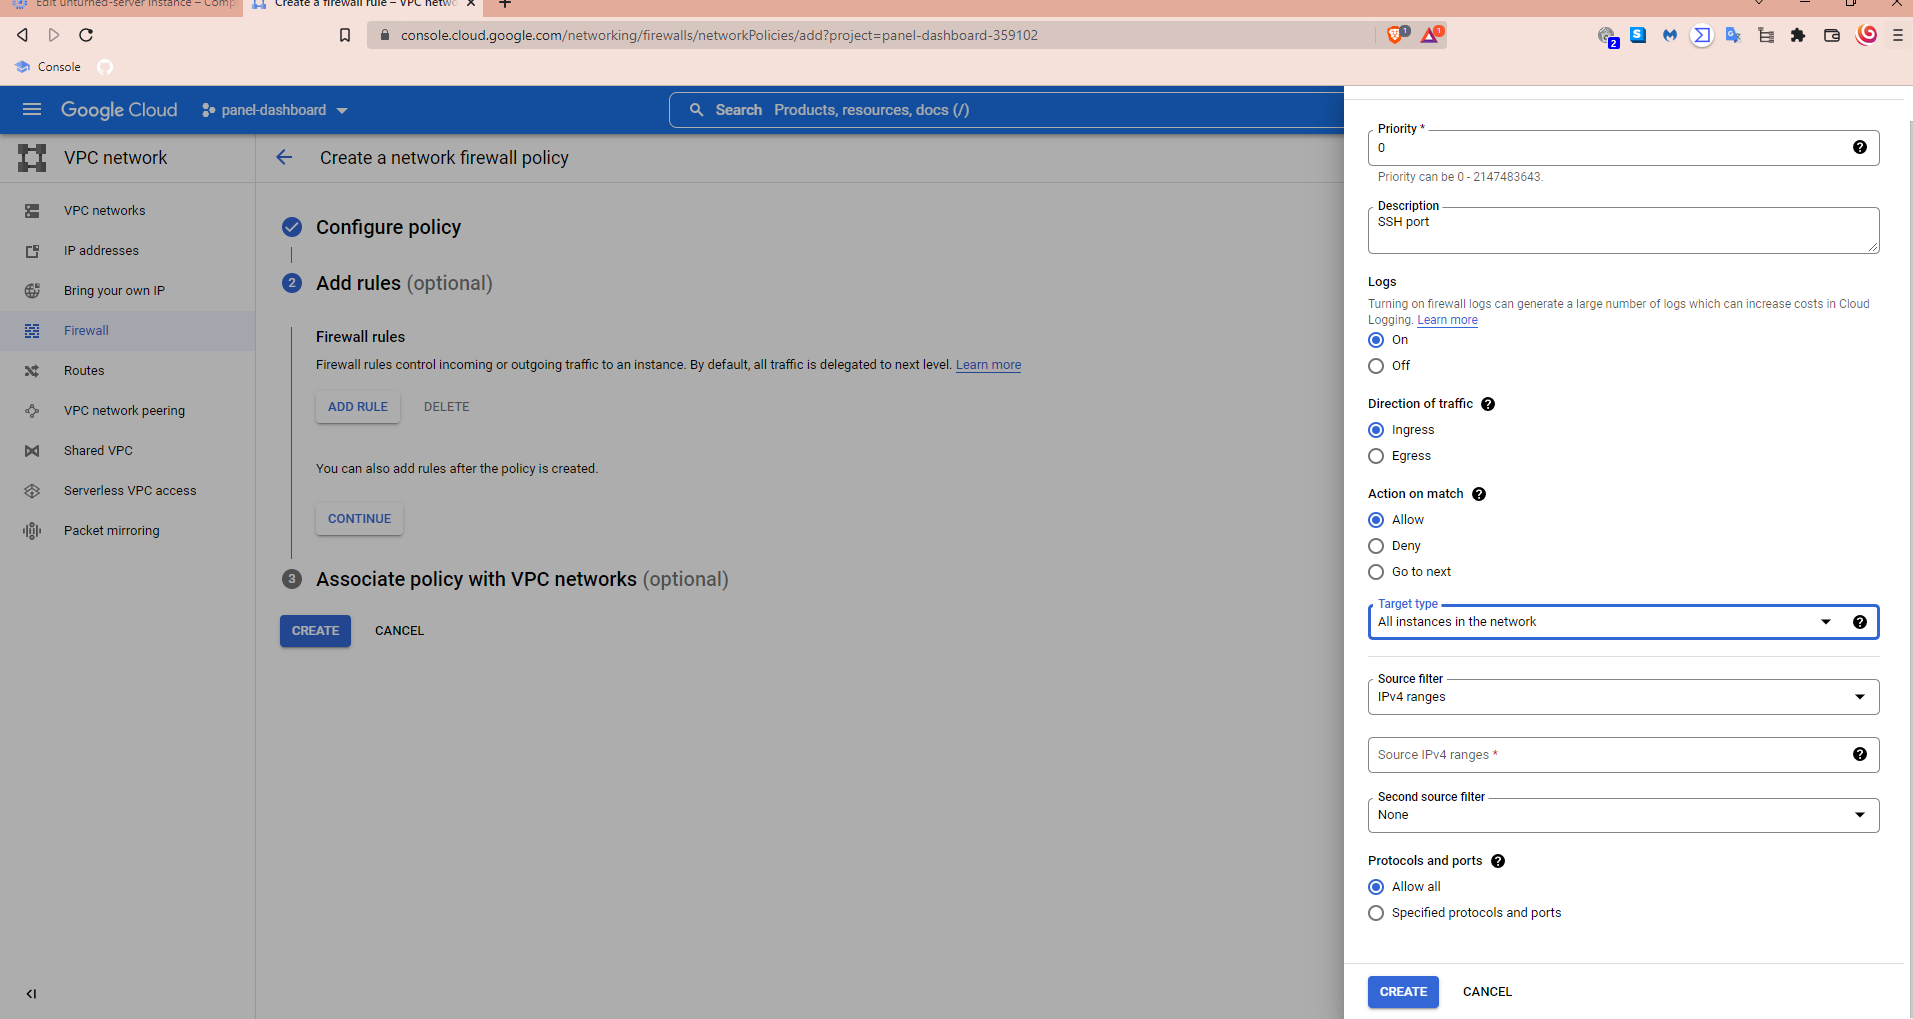 Edit unturned-server instance – Comp
Create a firewall rule – VPC netwo
console.cloud.google.com/networking/firewalls/networkPolicies/add?project=panel-dashboard-359102
1
1
2
Console
Google Cloud
panel-dashboard
Search Products, resources, docs (/)
VPC network
VPC networks
IP addresses
Bring your own IP
Firewall
Routes
VPC network peering
Shared VPC
Serverless VPC access
Packet mirroring
Create a network firewall policy
Configure policy
2 Add rules (optional)
Firewall rules
Firewall rules control incoming or outgoing traffic to an instance. By default, all traffic is delegated to next level. Learn more
ADD RULE DELETE
You can also add rules after the policy is created.
CONTINUE
3 Associate policy with VPC networks (optional)
CREATE CANCEL
Priority *
0
Priority can be 0 - 2147483643.
Description
SSH port
Logs
Turning on firewall logs can generate a large number of logs which can increase costs in Cloud
Logging. Learn more
On
Off
Direction of traffic
Ingress
Egress
Action on match
Allow
Deny
Go to next
Target type
All instances in the network
Source filter
IPv4 ranges
Source IPv4 ranges *
Second source filter
None
Protocols and ports
Allow all
Specified protocols and ports
CREATE CANCEL